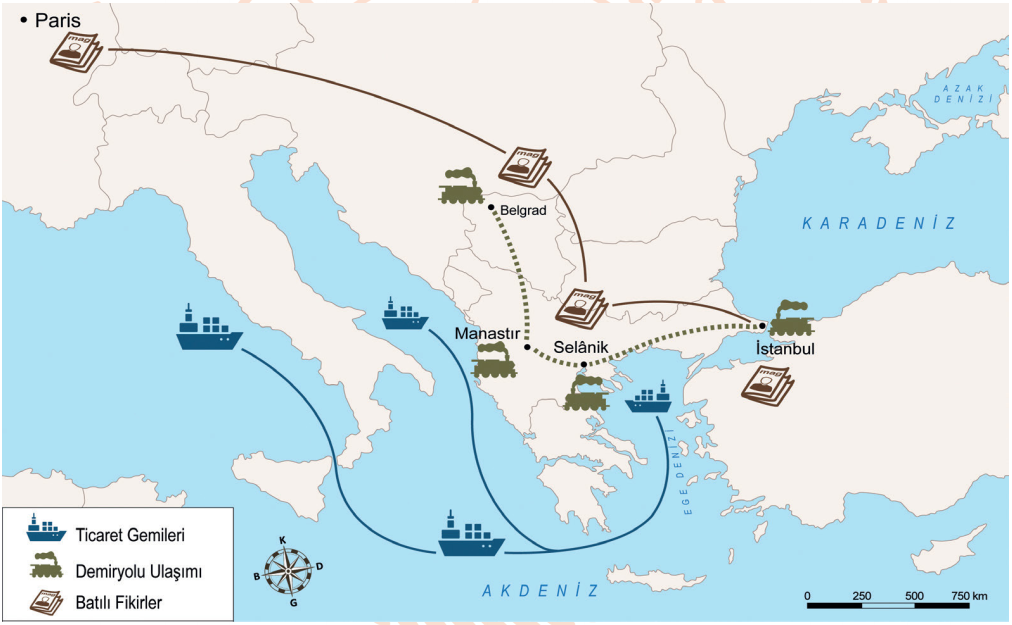 Paris
mag
AZAK
DENİZİ
mag
Belgrad
KARADENİZ
mag
Manastır
Selânik
İstanbul
mag
EGE DENİZİ
Ticaret Gemileri
Demiryolu Ulaşımı
Batılı Fikirler
K
B
D
G
AKDENİZ
0 250 500 750 km